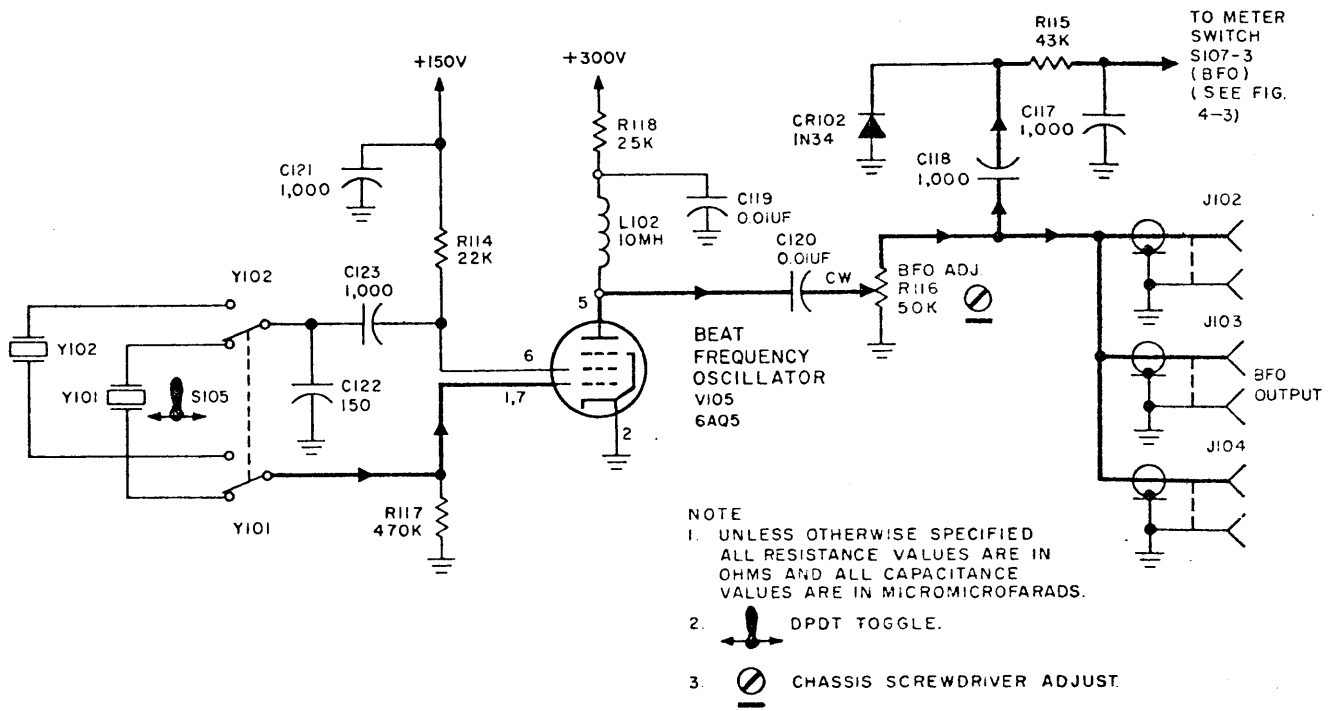 R115
43K
TO METER
SWITCH
S107-3
(BFO)
(SEE FIG.
4-3)
+150V
+300V
CR102
IN34
C117
1,000
R118
25K
C118
1,000
C121
1,000
L102
10MH
C119
0.01UF
J102
R114
22K
C120
0.01UF
CW
BFO ADJ.
R116
50K
Y102
C123
1,000
5
J103
Y102
6
BEAT
FREQUENCY
OSCILLATOR
V105
6AQ5
BFO
OUTPUT
Y101
S105
C122
150
1,7
2
J104
Y101
R117
470K
NOTE
1. UNLESS OTHERWISE SPECIFIED
ALL RESISTANCE VALUES ARE IN
OHMS AND ALL CAPACITANCE
VALUES ARE IN MICROMICROFARADS.
2. DPDT TOGGLE.
3. CHASSIS SCREWDRIVER ADJUST.